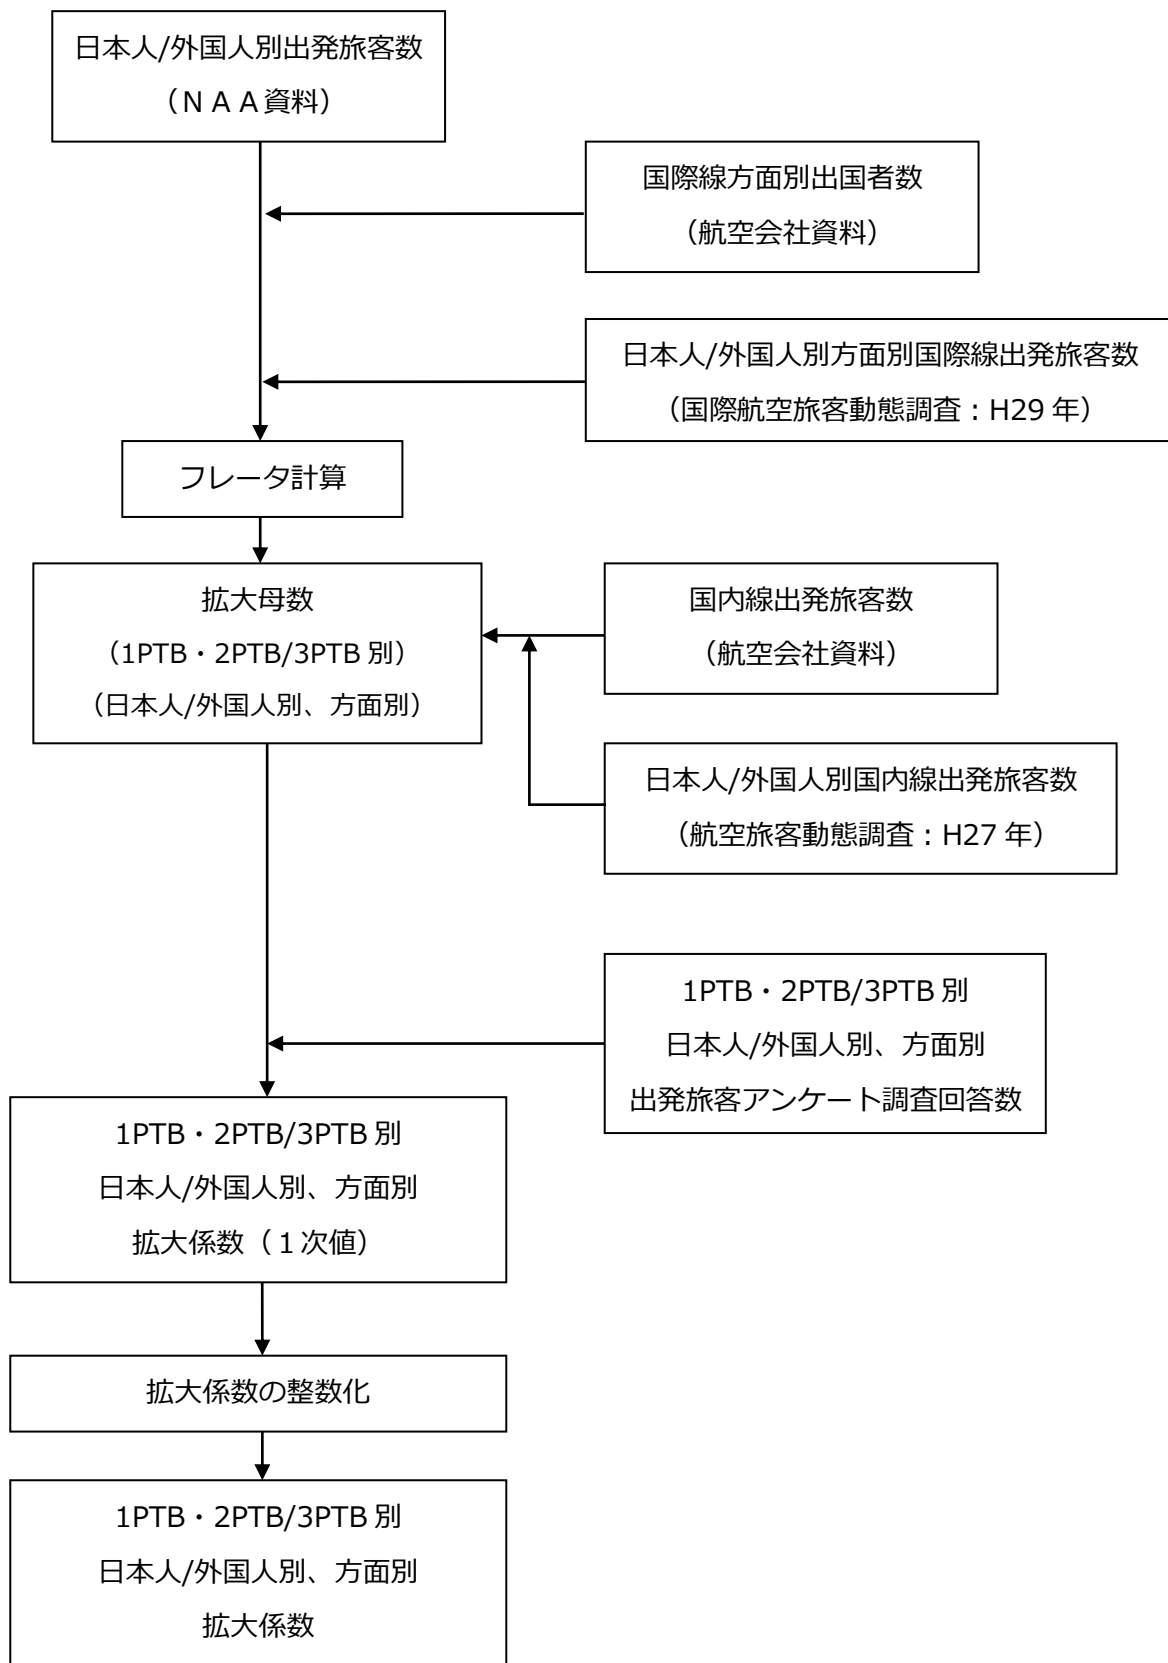 日本人/外国人別出発旅客数
（ＮＡＡ資料）
国際線方面別出国者数
（航空会社資料）
日本人/外国人別方面別国際線出発旅客数
（国際航空旅客動態調査：H29 年）
フレータ計算
拡大母数
（1PTB・2PTB/3PTB 別）
（日本人/外国人別、方面別）
国内線出発旅客数
（航空会社資料）
日本人/外国人別国内線出発旅客数
（航空旅客動態調査：H27 年）
1PTB・2PTB/3PTB 別
日本人/外国人別、方面別
出発旅客アンケート調査回答数
1PTB・2PTB/3PTB 別
日本人/外国人別、方面別
拡大係数（１次値）
拡大係数の整数化
1PTB・2PTB/3PTB 別
日本人/外国人別、方面別
拡大係数